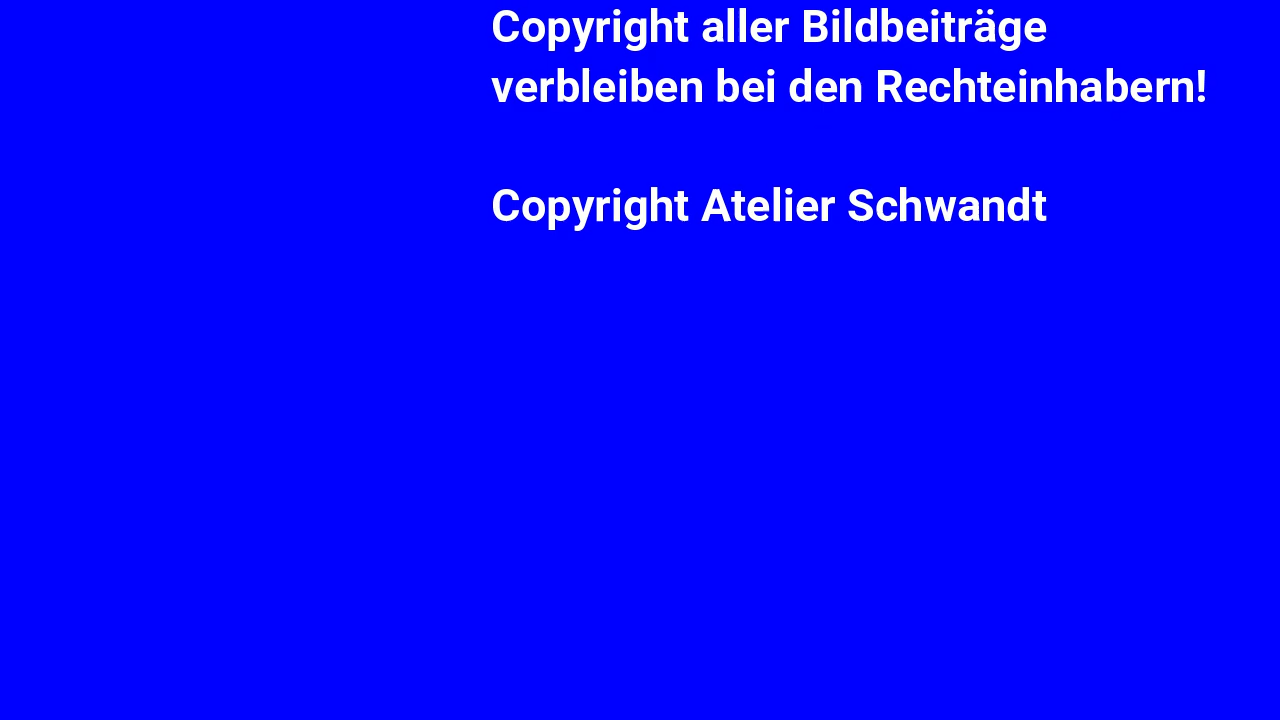 Copyright aller Bildbeiträge
verbleiben bei den Rechteinhabern!
Copyright Atelier Schwandt